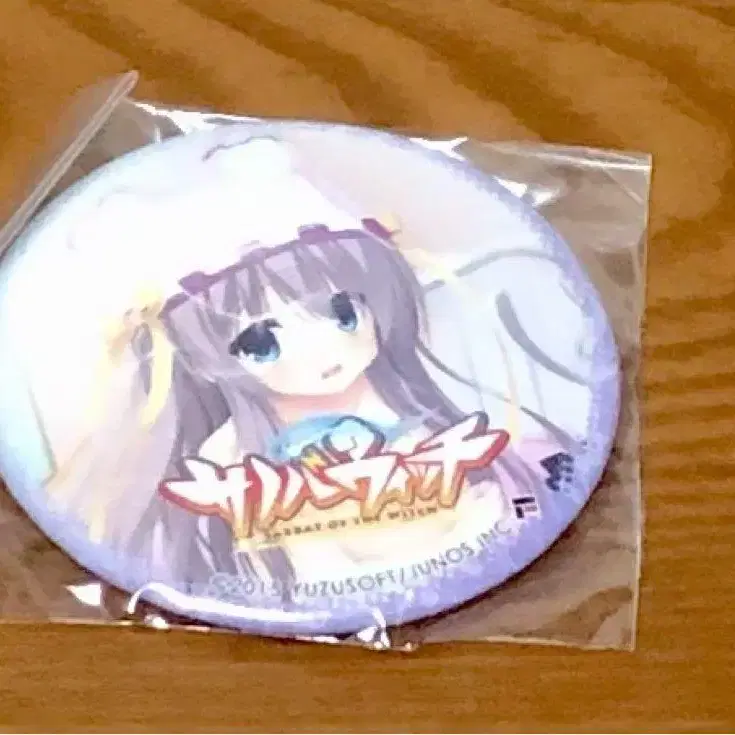 サノバウィッチ
SABBAT OF THE WITCH
©2015 YUZUSOFT/JUNOS,INC.